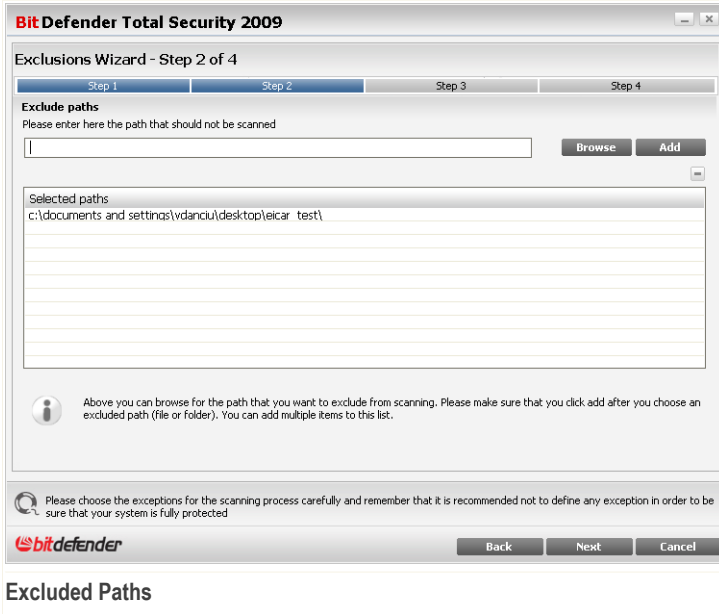 BitDefender Total Security 2009
Exclusions Wizard - Step 2 of 4
Step 1 Step 2 Step 3 Step 4
Exclude paths
Please enter here the path that should not be scanned
Browse Add
Selected paths
c:\documents and settings\vdanciu\desktop\eicar_test\
Above you can browse for the path that you want to exclude from scanning. Please make sure that you click add after you choose an
excluded path (file or folder). You can add multiple items to this list.
Please choose the exceptions for the scanning process carefully and remember that it is recommended not to define any exception in order to be
sure that your system is fully protected
bitdefender
Back Next Cancel
Excluded Paths